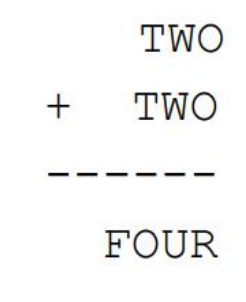 TWO
+ TWO
------
FOUR